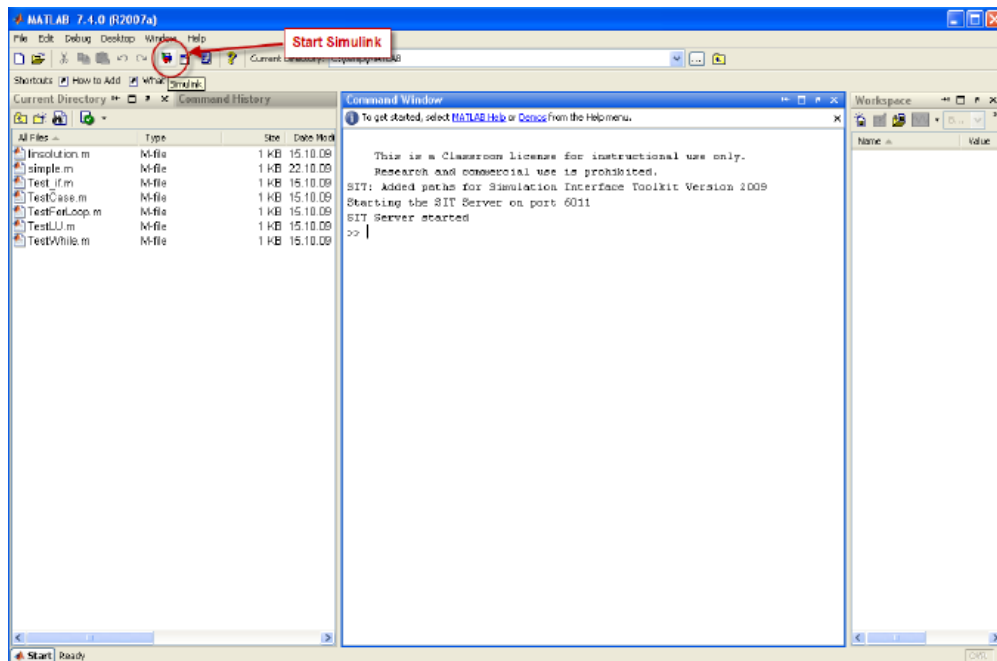 MATLAB 7.4.0 (R2007a)
File Edit Debug Desktop Window Help
Start Simulink
Current
Shortcuts How to Add What
Simulink
Current Directory Command History
All Files Type Size Date Modi
linsolution.m M-file 1 KB 15.10.09
simple.m M-file 1 KB 22.10.09
Test_if.m M-file 1 KB 15.10.09
TestCase.m M-file 1 KB 15.10.09
TestForLoop.m M-file 1 KB 15.10.09
TestLU.m M-file 1 KB 15.10.09
TestWhile.m M-file 1 KB 15.10.09
Command Window
To get started, select MATLAB Help or Demos from the Help menu.
This is a Classroom License for instructional use only.
Research and commercial use is prohibited.
SIT: Added paths for Simulation Interface Toolkit Version 2009
Starting the SIT Server on port 6011
SIT Server started
>>
Workspace
Name Value
Start Ready
OVR